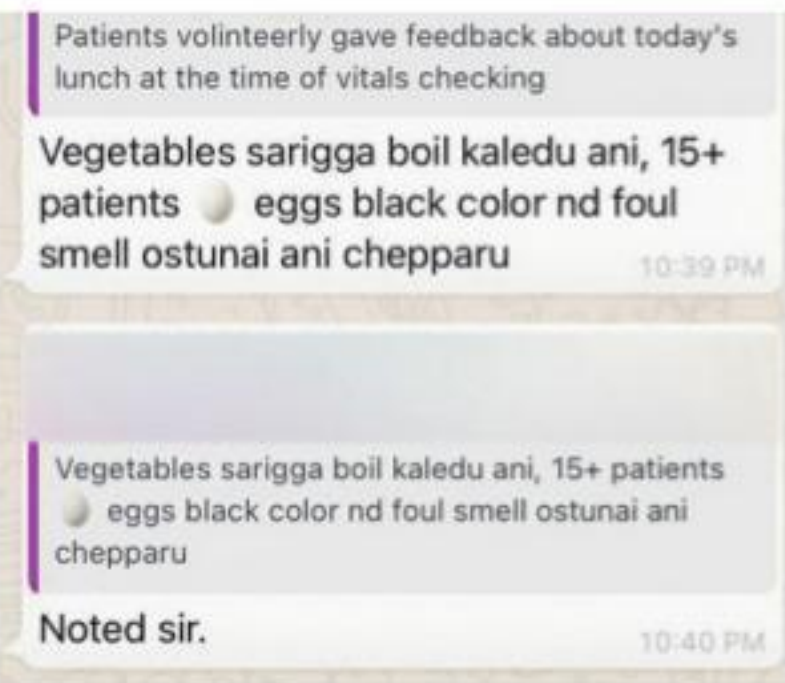 Patients volinteerly gave feedback about today's
lunch at the time of vitals checking
Vegetables sarigga boil kaledu ani, 15+
patients 🥚 eggs black color nd foul
smell ostunai ani chepparu
10:39 PM
Vegetables sarigga boil kaledu ani, 15+ patients
🥚 eggs black color nd foul smell ostunai ani
chepparu
Noted sir.
10:40 PM